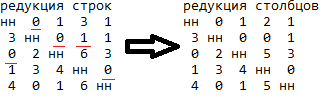 редукция строк редукция столбцов
нн 0 1 3 1 нн 0 1 2 1
3 нн 0 1 1 3 нн 0 0 1
0 2 нн 6 3 0 2 нн 5 3
1 3 4 нн 0 1 3 4 нн 0
4 0 1 6 нн 4 0 1 5 нн